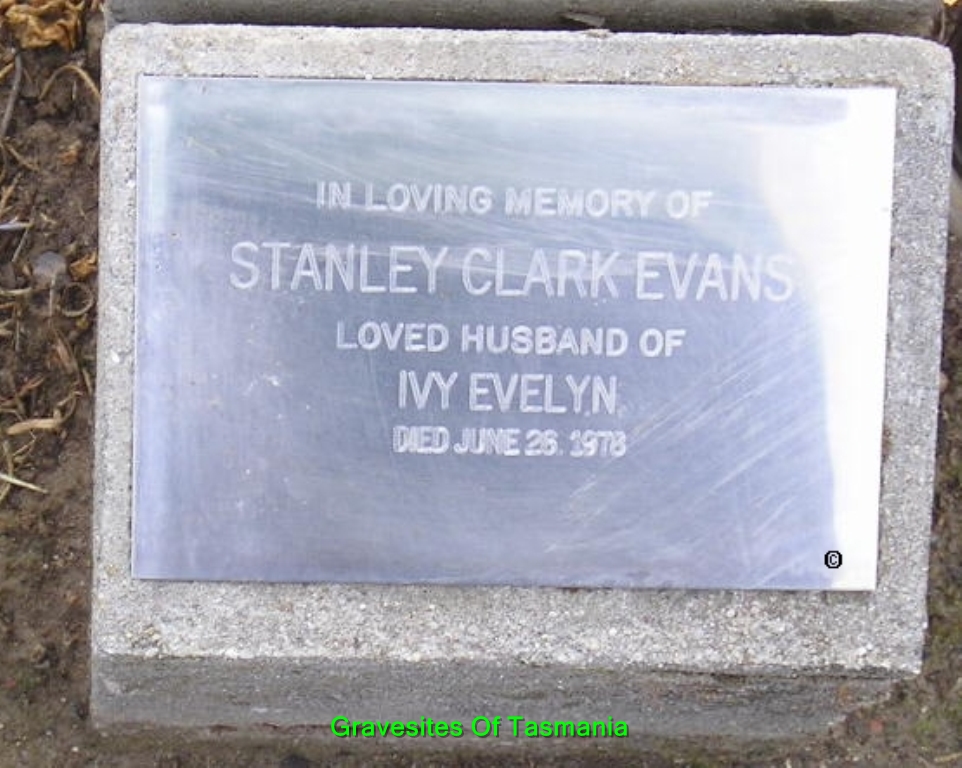 IN LOVING MEMORY OF
STANLEY CLARK EVANS
LOVED HUSBAND OF
IVY EVELYN
DIED JUNE 26. 1978
©
Gravesites Of Tasmania